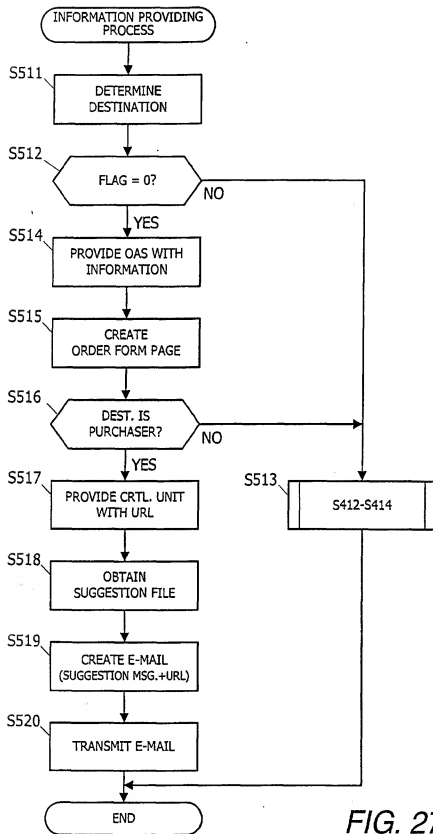 INFORMATION PROVIDING
PROCESS
S511
DETERMINE
DESTINATION
S512
FLAG = 0?
NO
YES
S514
PROVIDE OAS WITH
INFORMATION
S515
CREATE
ORDER FORM PAGE
S516
DEST. IS
PURCHASER?
NO
YES
S517
PROVIDE CRTL. UNIT
WITH URL
S513
S412-S414
S518
OBTAIN
SUGGESTION FILE
S519
CREATE E-MAIL
(SUGGESTION MSG.+URL)
S520
TRANSMIT E-MAIL
END
FIG. 27